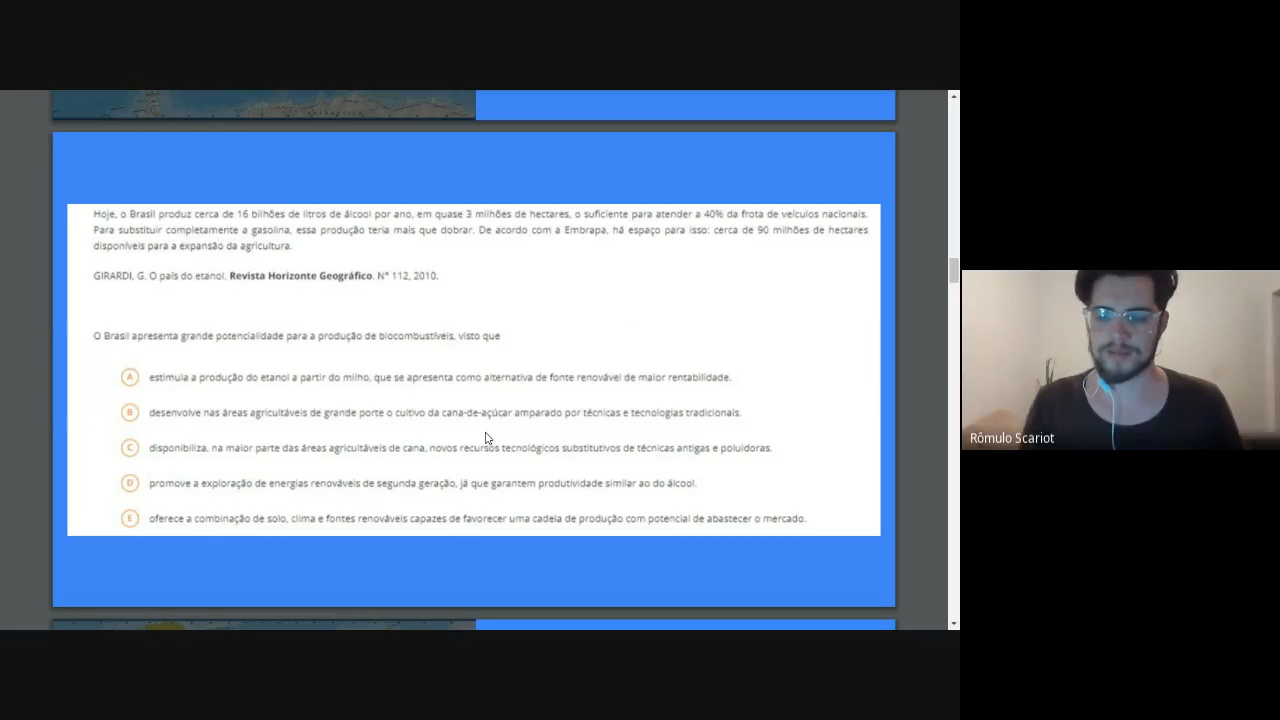 Hoje, o Brasil produz cerca de 16 bilhões de litros de álcool por ano, em quase 3 milhões de hectares, o suficiente para atender a 40% da frota de veículos nacionais.
Para substituir completamente a gasolina, essa produção teria mais que dobrar. De acordo com a Embrapa, há espaço para isso: cerca de 90 milhões de hectares
disponíveis para a expansão da agricultura.
GIRARDI, G. O país do etanol. Revista Horizonte Geográfico. N° 112, 2010.
O Brasil apresenta grande potencialidade para a produção de biocombustíveis, visto que
A estimula a produção do etanol a partir do milho, que se apresenta como alternativa de fonte renovável de maior rentabilidade.
B desenvolve nas áreas agricultáveis de grande porte o cultivo da cana-de-açúcar amparado por técnicas e tecnologias tradicionais.
C disponibiliza, na maior parte das áreas agricultáveis de cana, novos recursos tecnológicos substitutivos de técnicas antigas e poluidoras.
D promove a exploração de energias renováveis de segunda geração, já que garantem produtividade similar ao do álcool.
E oferece a combinação de solo, clima e fontes renováveis capazes de favorecer uma cadeia de produção com potencial de abastecer o mercado.
Rômulo Scariot